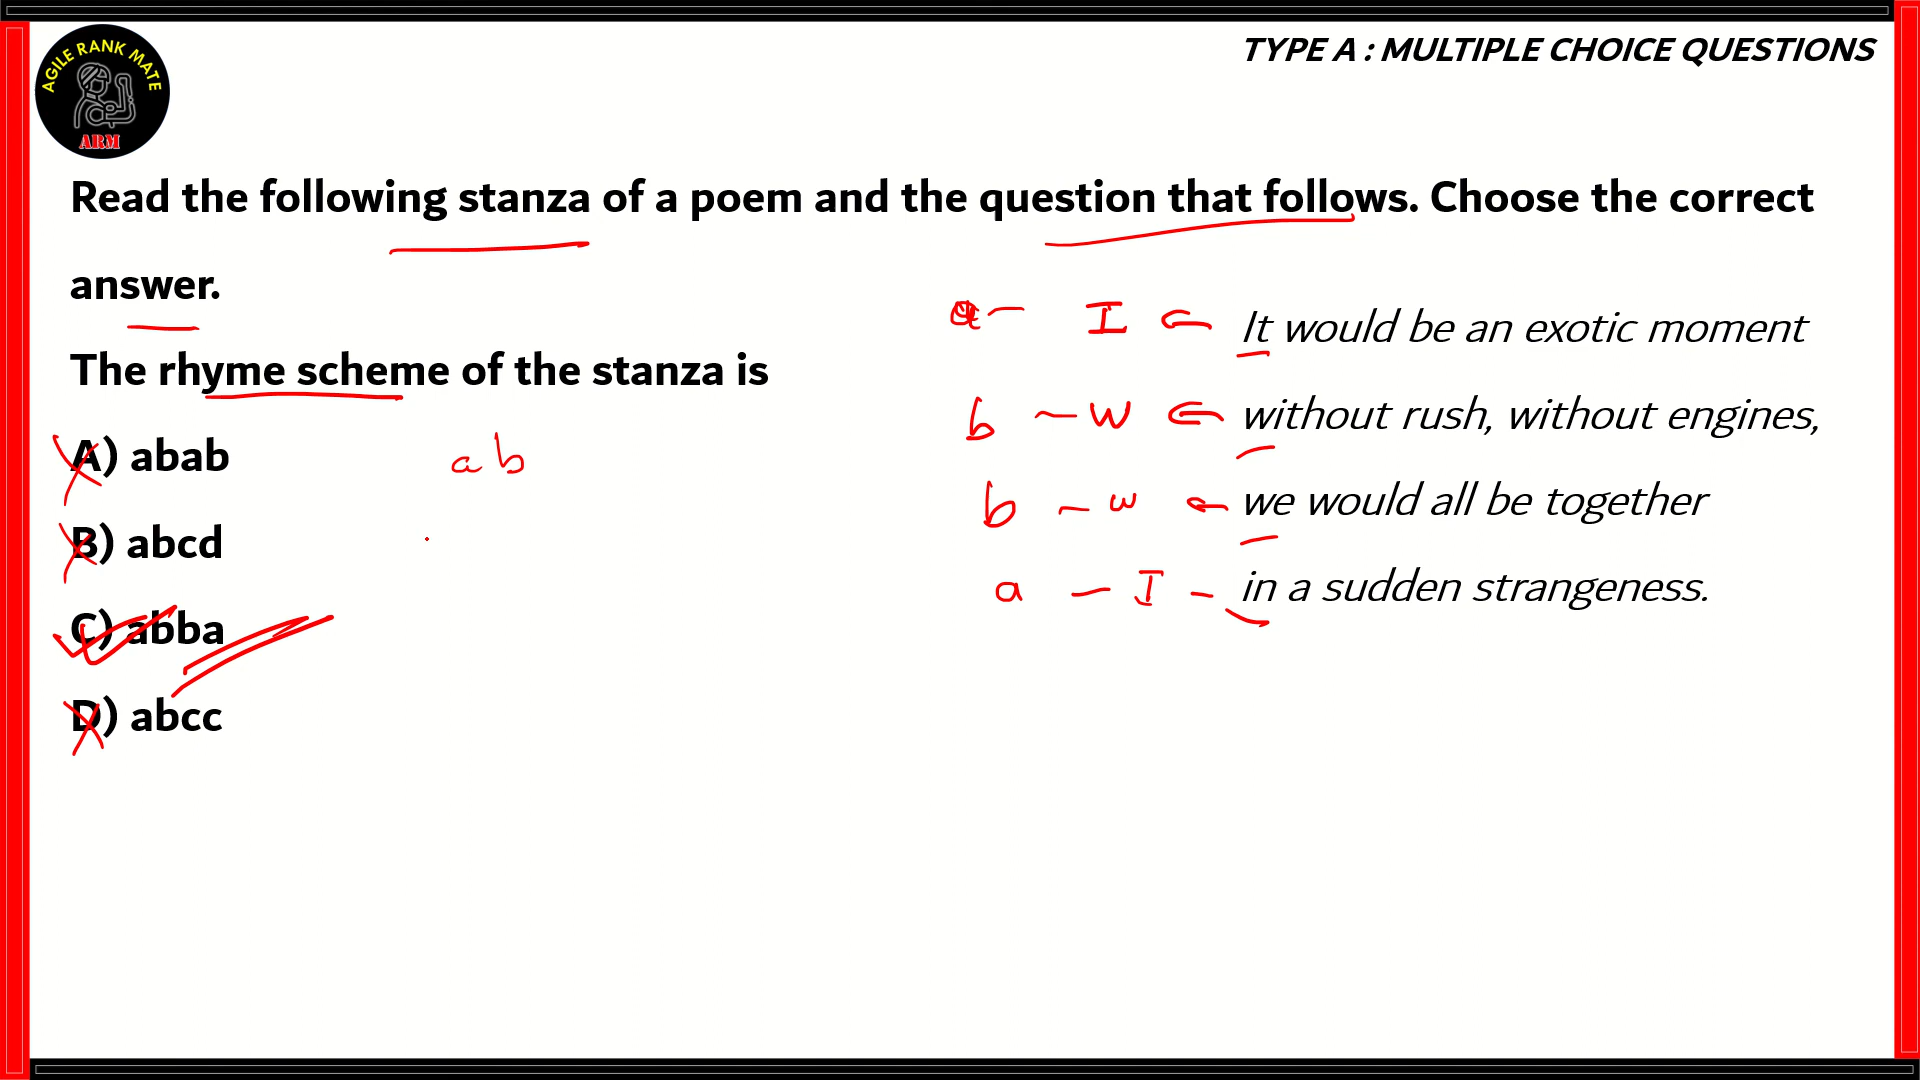 AGILE RANK MATE
ARM
TYPE A : MULTIPLE CHOICE QUESTIONS
Read the following stanza of a poem and the question that follows. Choose the correct
answer.
The rhyme scheme of the stanza is
A) abab
B) abcd
C) abba
D) abcc
a b
a - I It would be an exotic moment
b - W without rush, without engines,
b - w we would all be together
a - I - in a sudden strangeness.